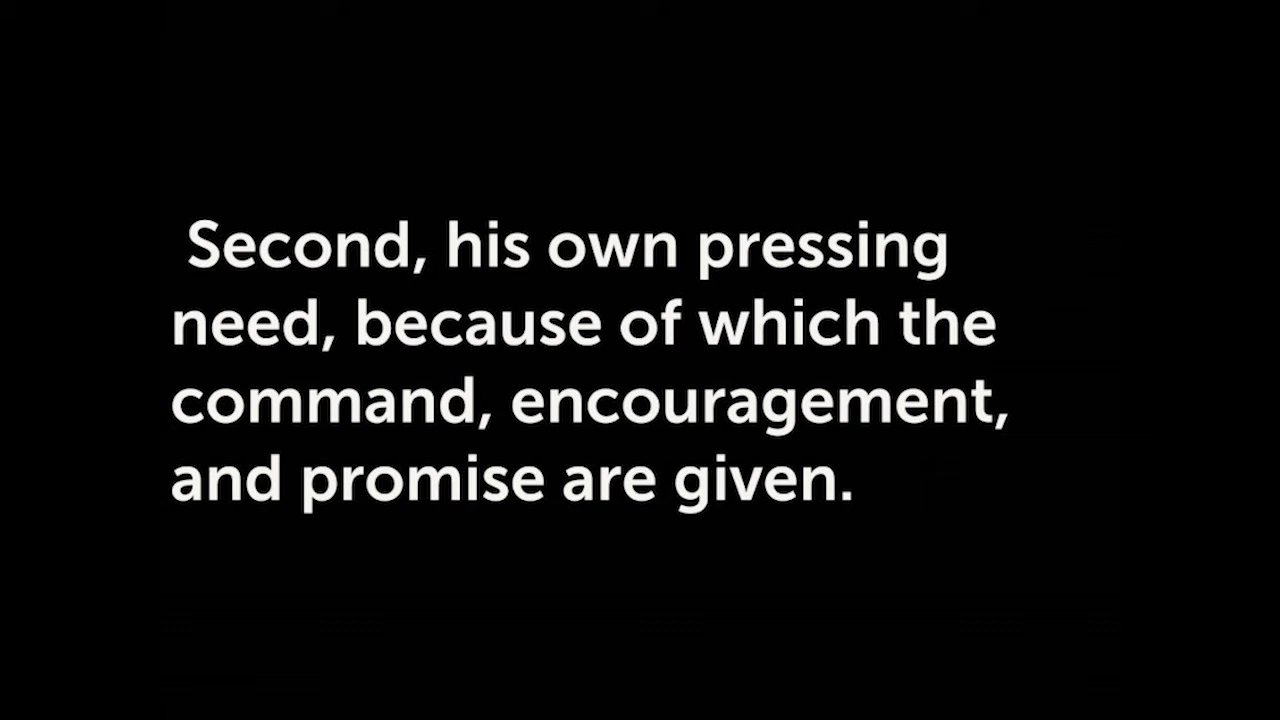 Second, his own pressing
need, because of which the
command, encouragement,
and promise are given.